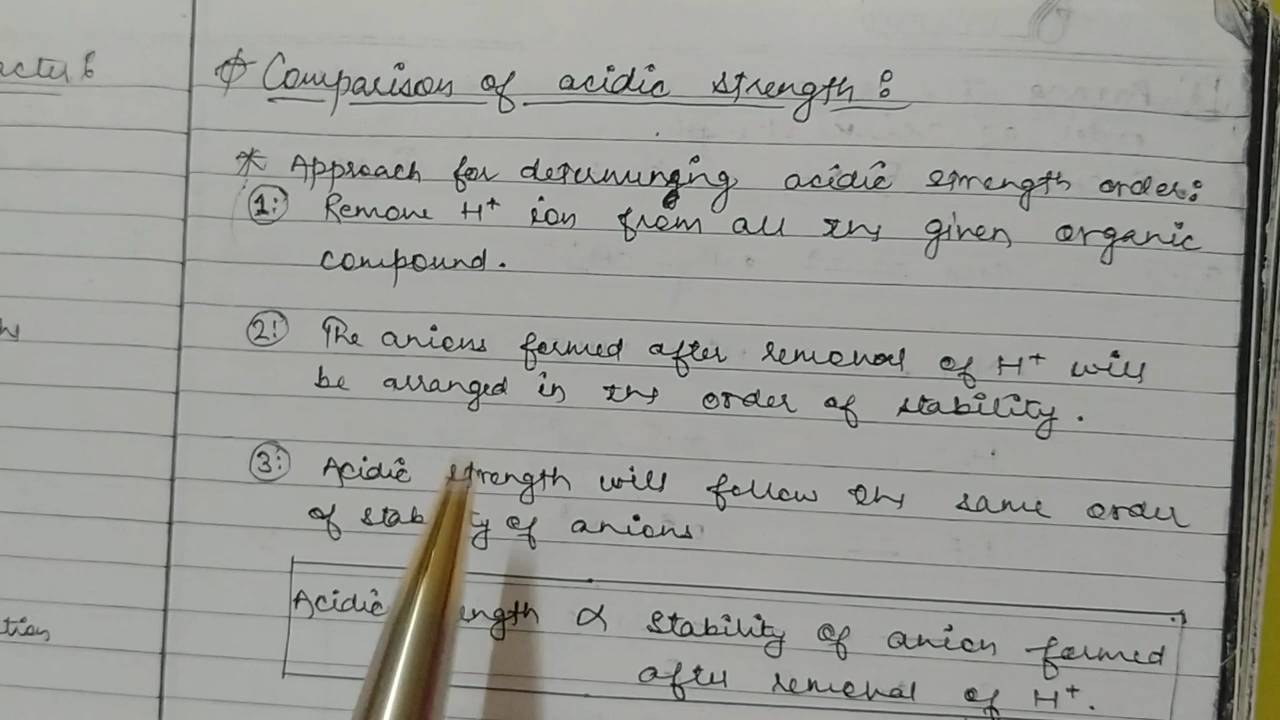 Comparison of acidic strength :
* Approach for determining acidic strength order:
1: Remove H+ ion from all the given organic
compound.
2: The anions formed after removal of H+ will
be arranged in the order of stability.
3: Acidic strength will follow the same order
of stab y of anions
Acidic ength ∝ stability of anion formed
after removal of H+.